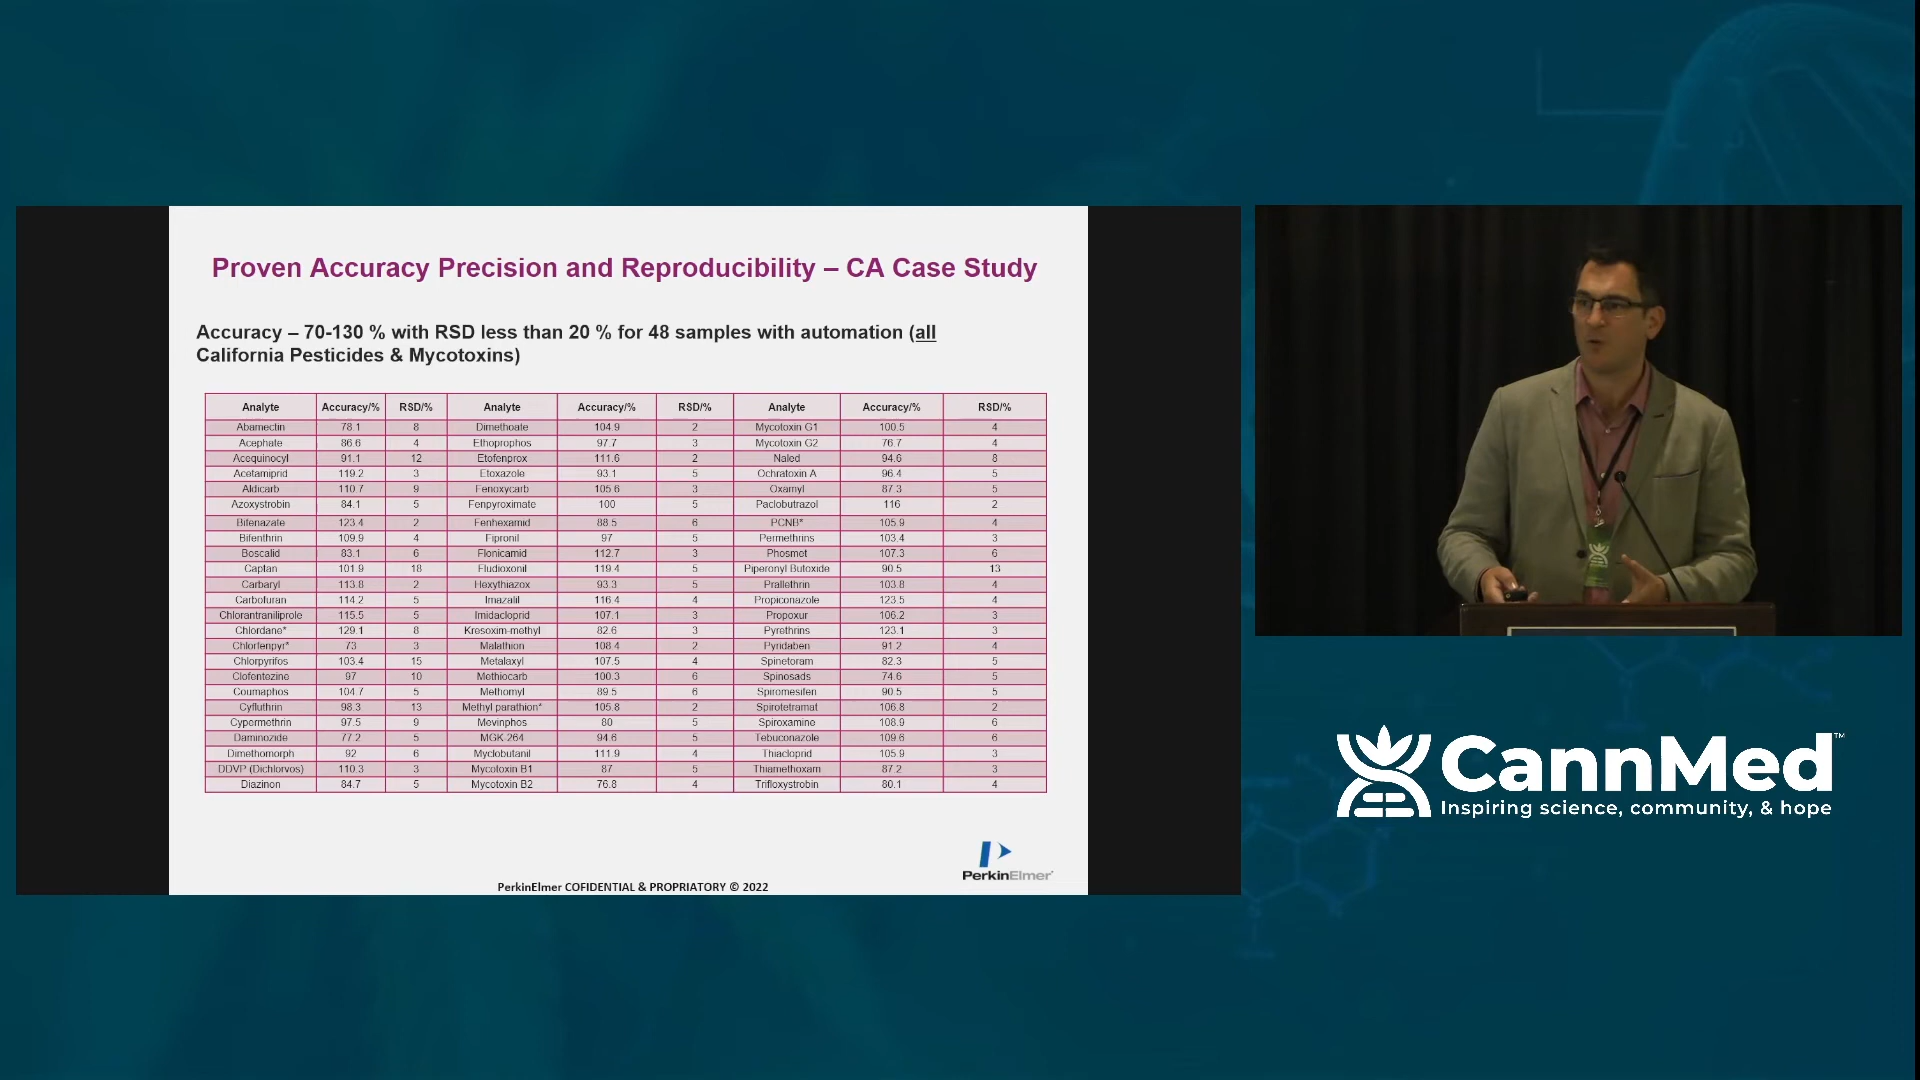 Proven Accuracy Precision and Reproducibility – CA Case Study
Accuracy – 70-130 % with RSD less than 20 % for 48 samples with automation (all
California Pesticides & Mycotoxins)
Analyte Accuracy/% RSD/% Analyte Accuracy/% RSD/% Analyte Accuracy/% RSD/%
Abamectin 78.1 8 Dimethoate 104.9 2 Mycotoxin G1 100.5 4
Acephate 86.6 4 Ethoprophos 97.7 3 Mycotoxin G2 76.7 4
Acequinocyl 91.1 12 Etofenprox 111.6 2 Naled 94.6 8
Acetamiprid 119.2 3 Etoxazole 93.1 5 Ochratoxin A 96.4 5
Aldicarb 110.7 9 Fenoxycarb 105.6 3 Oxamyl 87.3 5
Azoxystrobin 84.1 5 Fenpyroximate 100 5 Paclobutrazol 116 2
Bifenazate 123.4 2 Fenhexamid 88.5 6 PCNB* 105.9 4
Bifenthrin 109.9 4 Fipronil 97 5 Permethrins 103.4 3
Boscalid 83.1 6 Flonicamid 112.7 3 Phosmet 107.3 6
Captan 101.9 18 Fludioxonil 119.4 5 Piperonyl Butoxide 90.5 13
Carbaryl 113.8 2 Hexythiazox 93.3 5 Prallethrin 103.8 4
Carbofuran 114.2 5 Imazalil 116.4 4 Propiconazole 123.5 4
Chlorantraniliprole 115.5 5 Imidacloprid 107.1 3 Propoxur 106.2 3
Chlordane* 129.1 8 Kresoxim-methyl 82.6 3 Pyrethrins 123.1 3
Chlorfenpyr* 73 3 Malathion 108.4 2 Pyridaben 91.2 4
Chlorpyrifos 103.4 15 Metalaxyl 107.5 4 Spinetoram 82.3 5
Clofentezine 97 10 Methiocarb 100.3 6 Spinosads 74.6 5
Coumaphos 104.7 5 Methomyl 89.5 6 Spiromesifen 90.5 5
Cyfluthrin 98.3 13 Methyl parathion* 105.8 2 Spirotetramat 106.8 2
Cypermethrin 97.5 9 Mevinphos 80 5 Spiroxamine 108.9 6
Daminozide 77.2 5 MGK-264 94.6 5 Tebuconazole 109.6 6
Dimethomorph 92 6 Myclobutanil 111.9 4 Thiacloprid 105.9 3
DDVP (Dichlorvos) 110.3 3 Mycotoxin B1 87 5 Thiamethoxam 87.2 3
Diazinon 84.7 5 Mycotoxin B2 76.8 4 Trifloxystrobin 80.1 4
PerkinElmer
PerkinElmer COFIDENTIAL & PROPRIATORY © 2022
CannMed™
Inspiring science, community, & hope